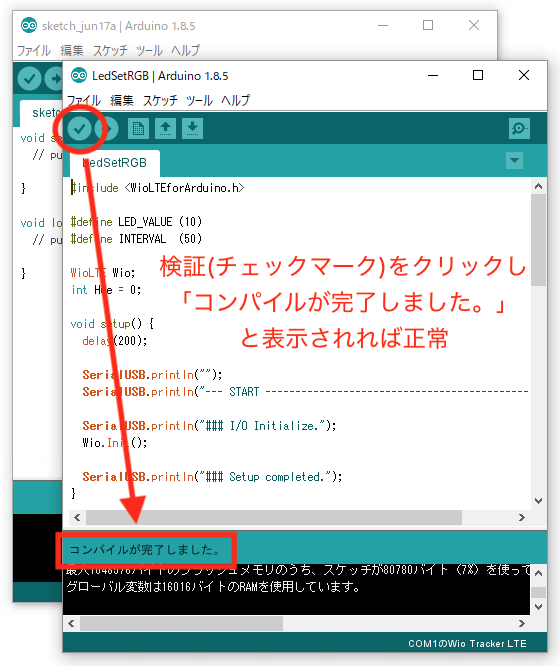 sketch_jun17a | Arduino 1.8.5
ファイル 編集 スケッチ ツール ヘルプ
LedSetRGB | Arduino 1.8.5
ファイル 編集 スケッチ ツール ヘルプ
LedSetRGB
#include <WioLTEforArduino.h>
#define LED_VALUE (10)
#define INTERVAL (50)
WioLTE Wio;
int Hue = 0;
void setup() {
delay(200);
SerialUSB.println("");
SerialUSB.println("--- START ---------------------------------------------
SerialUSB.println("### I/O Initialize.");
Wio.Init();
SerialUSB.println("### Setup completed.");
}
void
// pu
}
void lo
// pu
}
検証(チェックマーク)をクリックし
「コンパイルが完了しました。」
と表示されれば正常
コンパイルが完了しました。
最大1048576バイトのフラッシュメモリのうち、スケッチが80780バイト（7%）を使って
グローバル変数は16016バイトのRAMを使用しています。
COM1のWio Tracker LTE